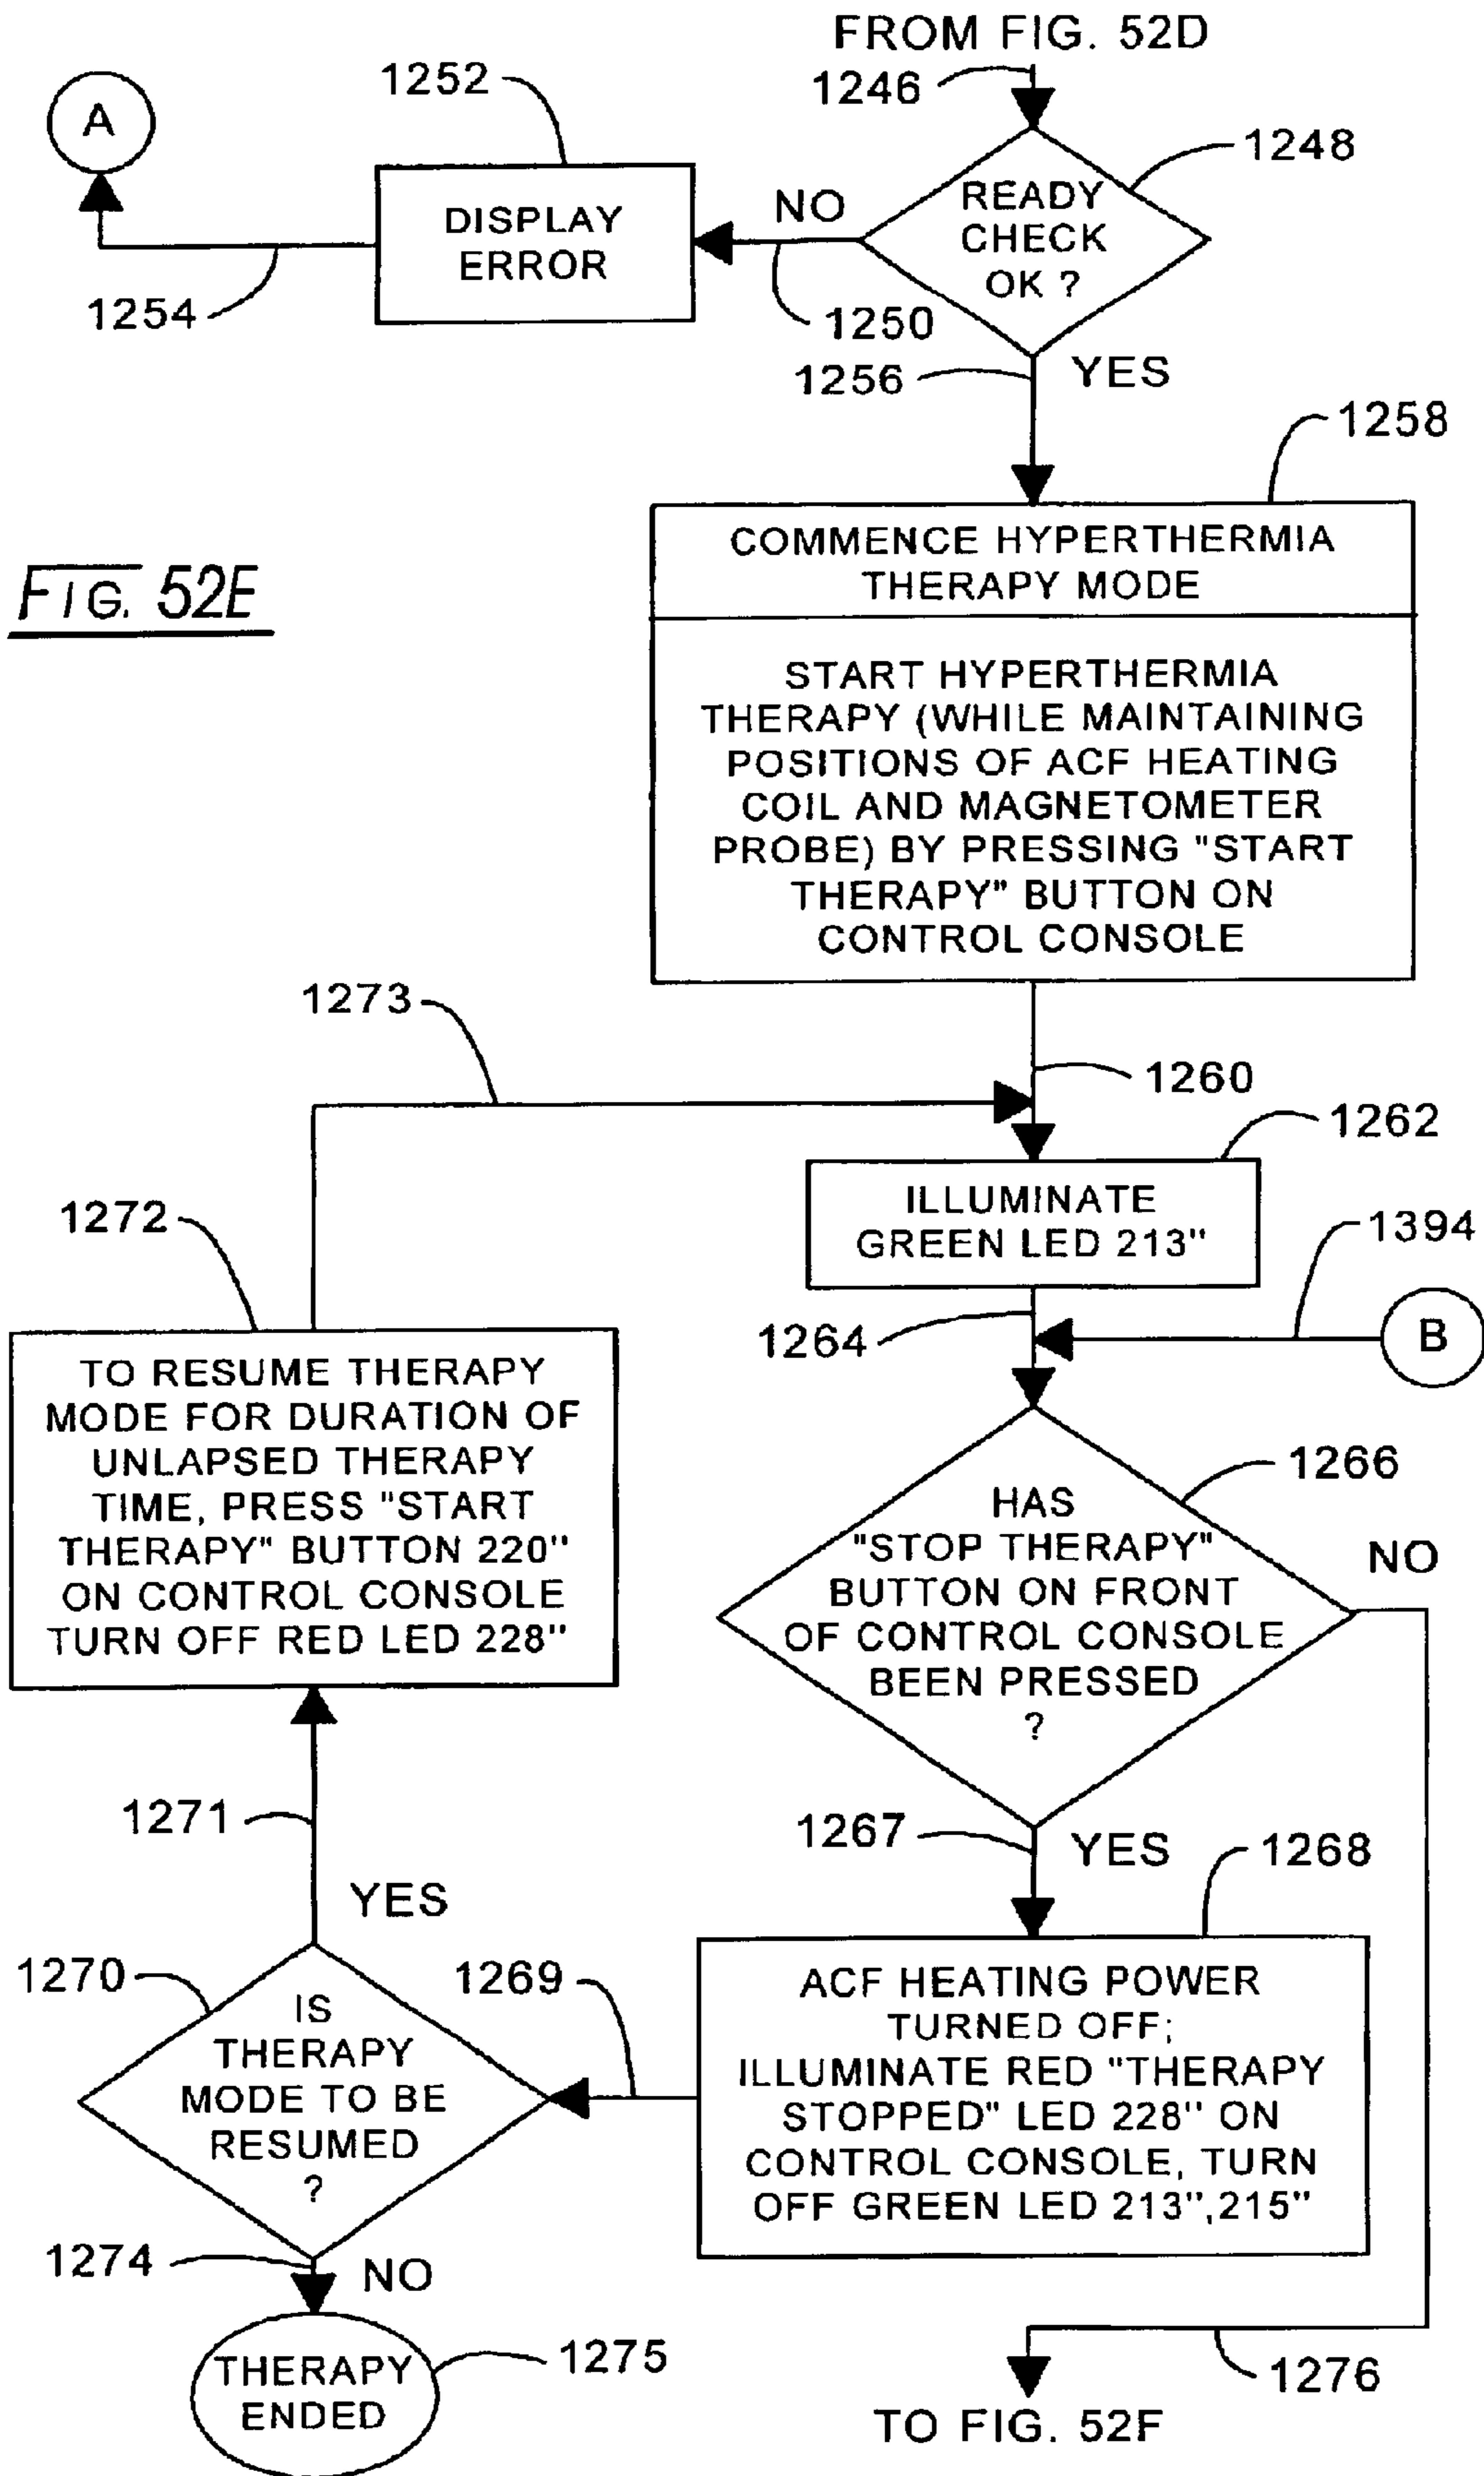 FROM FIG. 52D
1246
A
1252
1248
READY
CHECK
OK ?
NO
DISPLAY
ERROR
1254
1250
1256
YES
1258
FIG. 52E
COMMENCE HYPERTHERMIA
THERAPY MODE
START HYPERTHERMIA
THERAPY (WHILE MAINTAINING
POSITIONS OF ACF HEATING
COIL AND MAGNETOMETER
PROBE) BY PRESSING "START
THERAPY" BUTTON ON
CONTROL CONSOLE
1273
1260
1262
ILLUMINATE
GREEN LED 213"
1272
1394
1264
B
TO RESUME THERAPY
MODE FOR DURATION OF
UNLAPSED THERAPY
TIME, PRESS "START
THERAPY" BUTTON 220"
ON CONTROL CONSOLE
TURN OFF RED LED 228"
1266
HAS
"STOP THERAPY"
BUTTON ON FRONT
OF CONTROL CONSOLE
BEEN PRESSED
?
NO
1271
1267
YES
1268
YES
1270
IS
THERAPY
MODE TO BE
RESUMED
?
1269
ACF HEATING POWER
TURNED OFF;
ILLUMINATE RED "THERAPY
STOPPED" LED 228" ON
CONTROL CONSOLE, TURN
OFF GREEN LED 213",215"
1274
NO
THERAPY
ENDED
1275
1276
TO FIG. 52F